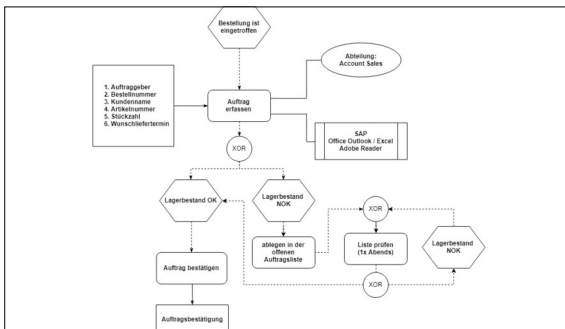 Bestellung ist
eingetroffen
Abteilung:
Account Sales
1. Auftraggeber
2. Bestellnummer
3. Kundenname
4. Artikelnummer
5. Stückzahl
6. Wunschliefertermin
Auftrag
erfassen
SAP
Office Outlook / Excel
Adobe Reader
XOR
Lagerbestand OK
Lagerbestand
NOK
XOR
ablegen in der
offenen
Auftragsliste
Liste prüfen
(1x Abends)
Lagerbestand
NOK
Auftrag bestätigen
XOR
Auftragsbestätigung